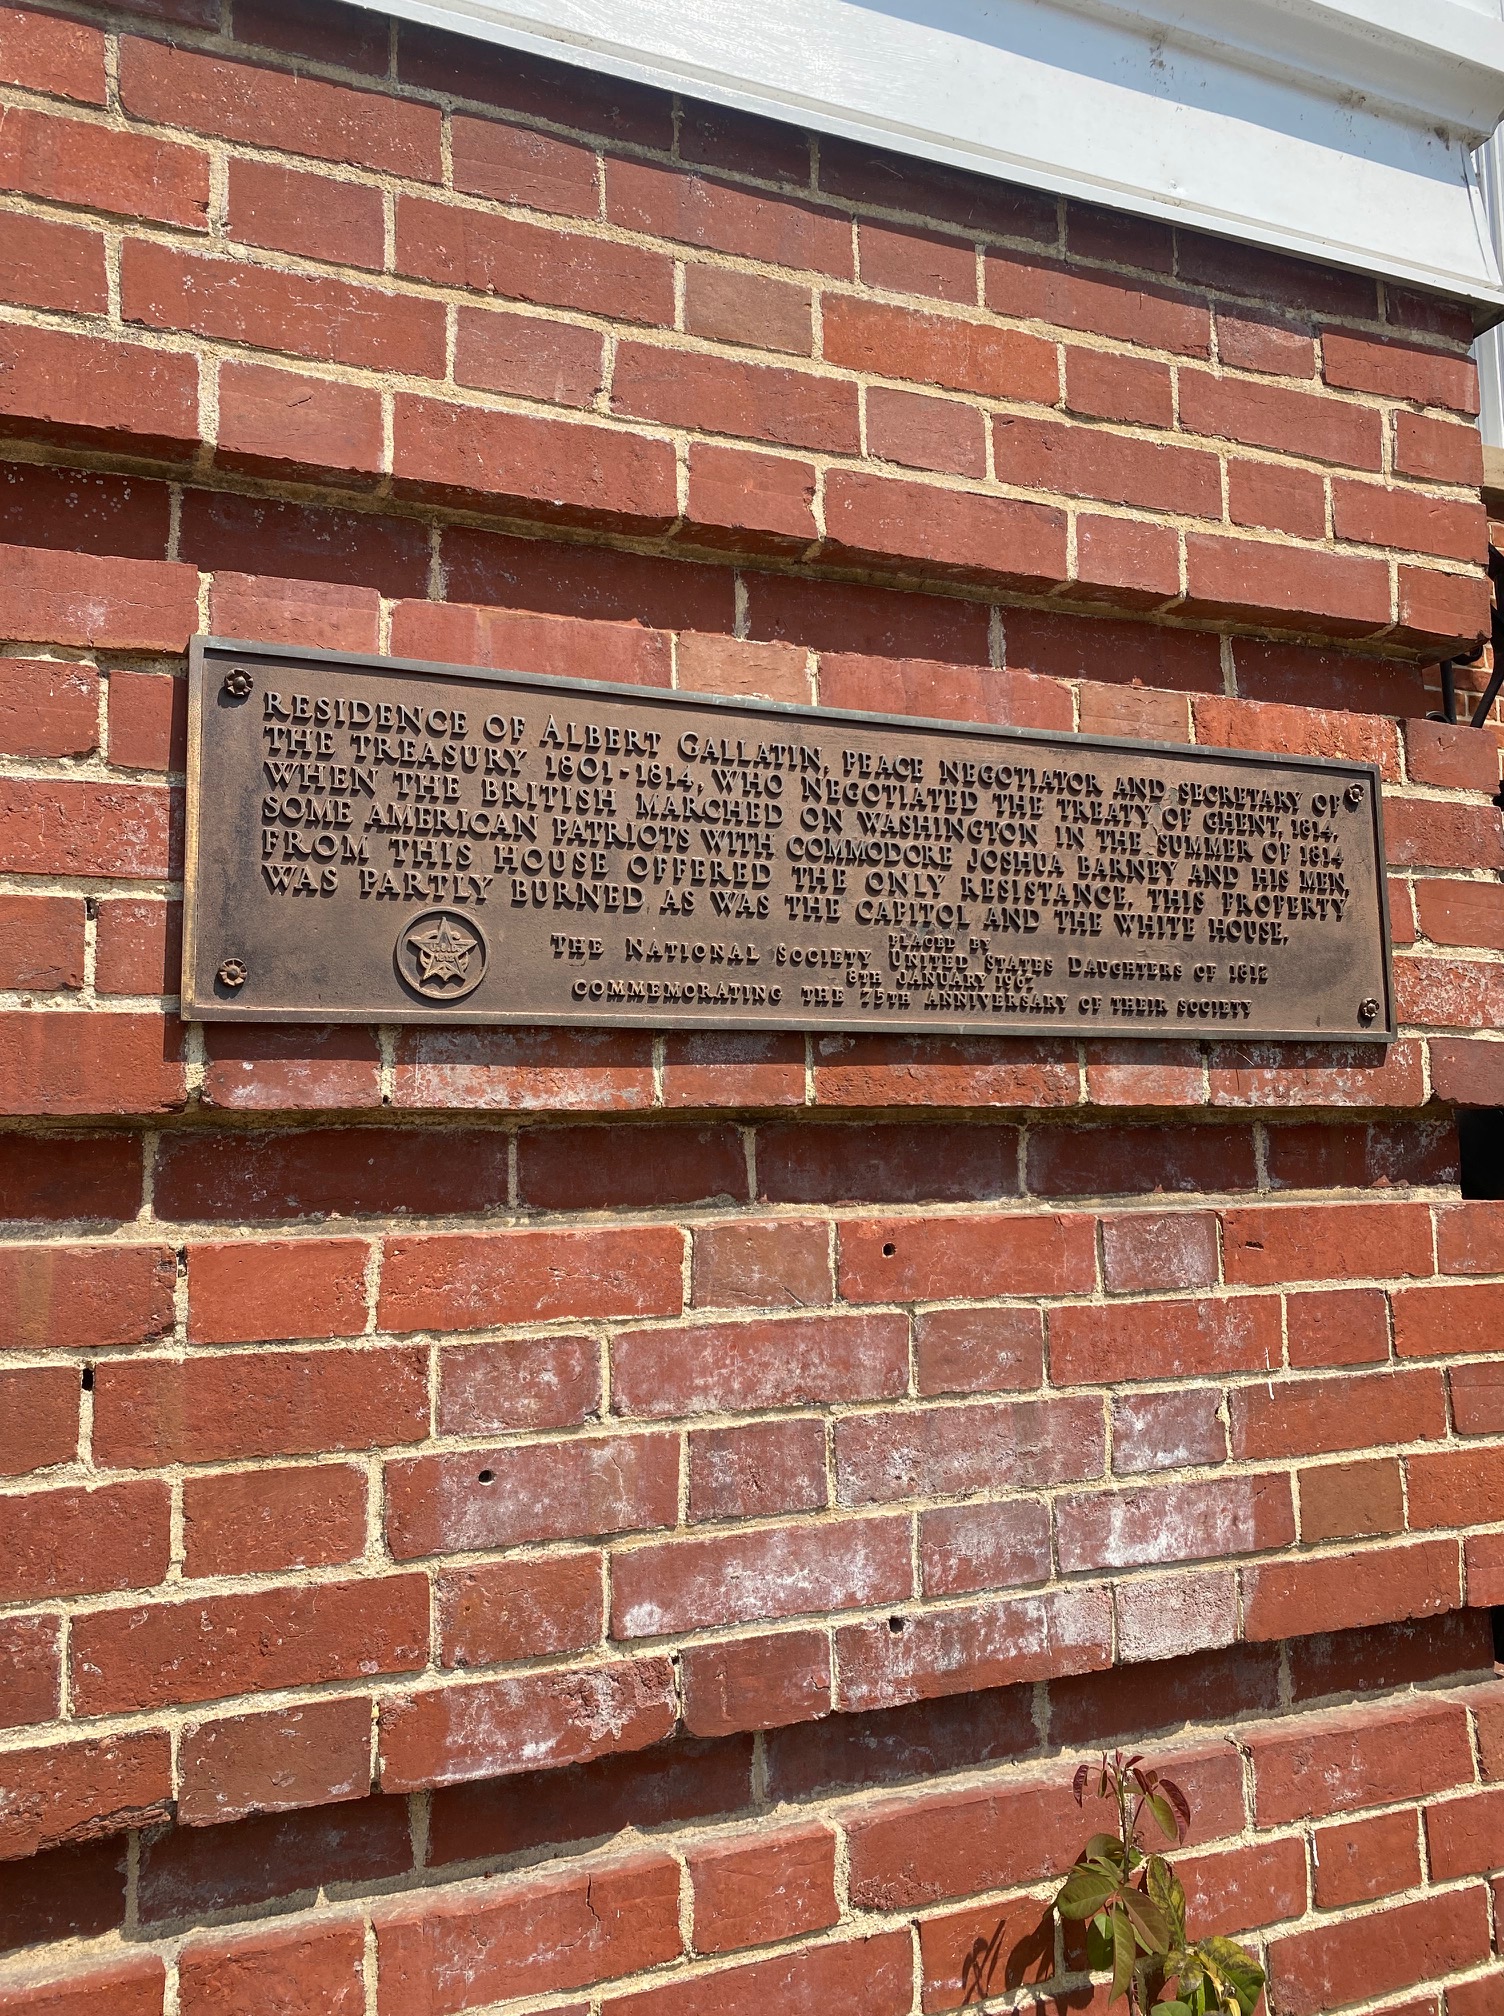 RESIDENCE OF ALBERT GALLATIN, PEACE NEGOTIATOR AND SECRETARY OF
THE TREASURY 1801-1814, WHO NEGOTIATED THE TREATY OF GHENT, 1814.
WHEN THE BRITISH MARCHED ON WASHINGTON IN THE SUMMER OF 1814
SOME AMERICAN PATRIOTS WITH COMMODORE JOSHUA BARNEY AND HIS MEN,
FROM THIS HOUSE OFFERED THE ONLY RESISTANCE. THIS PROPERTY
WAS PARTLY BURNED AS WAS THE CAPITOL AND THE WHITE HOUSE.
PLACED BY
THE NATIONAL SOCIETY UNITED STATES DAUGHTERS OF 1812
8TH JANUARY 1967
COMMEMORATING THE 75TH ANNIVERSARY OF THEIR SOCIETY